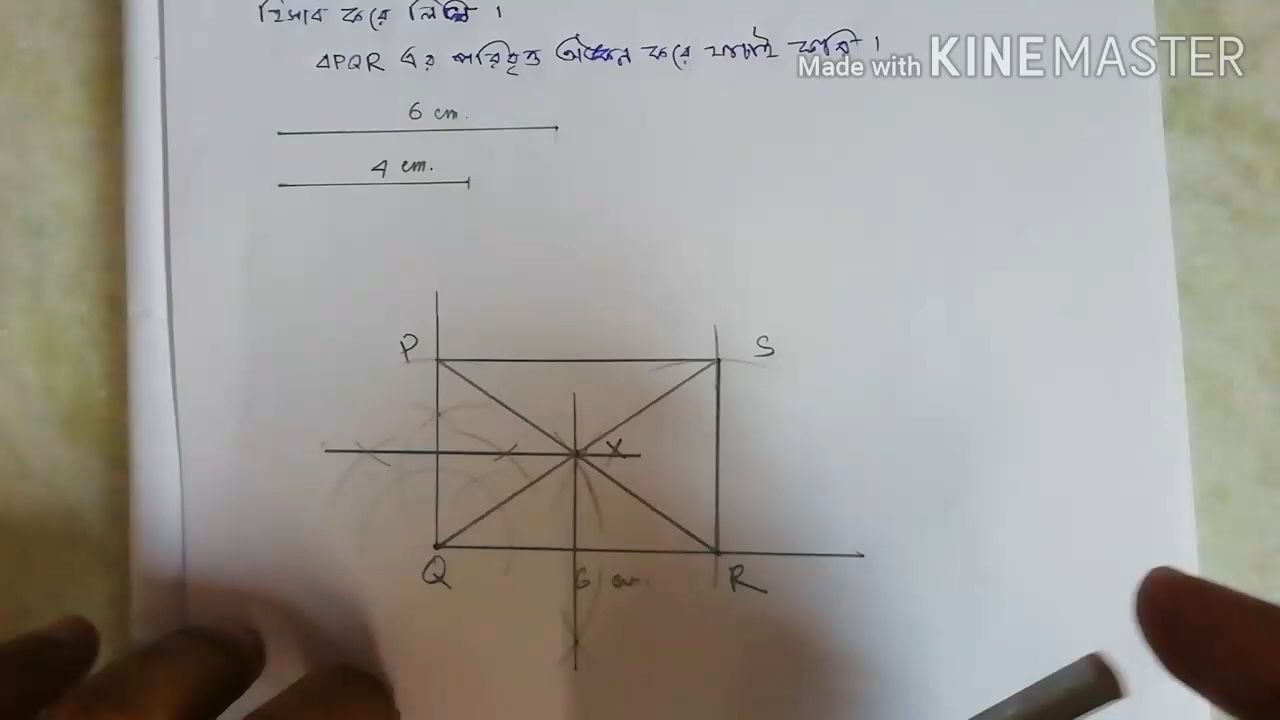 হিসাব করে লিখি ।
ΔPQR এর পরিবৃত্ত অঙ্কন করে যাচাই করি ।
Made with KINEMASTER
6 cm.
4 cm.
P S
X
Q R
6 cm.